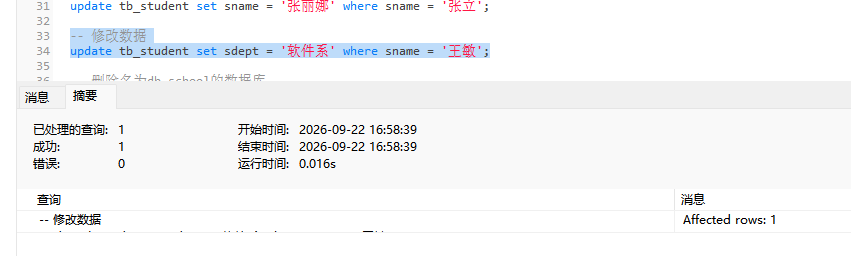 31 update tb_student set sname = '张丽娜' where sname = '张立';
32
33 -- 修改数据
34 update tb_student set sdept = '软件系' where sname = '王敏';
35
36 -- 删除名为db_school的数据库
消息 摘要
已处理的查询: 1 开始时间: 2026-09-22 16:58:39
成功: 1 结束时间: 2026-09-22 16:58:39
错误: 0 运行时间: 0.016s
查询 消息
-- 修改数据 Affected rows: 1